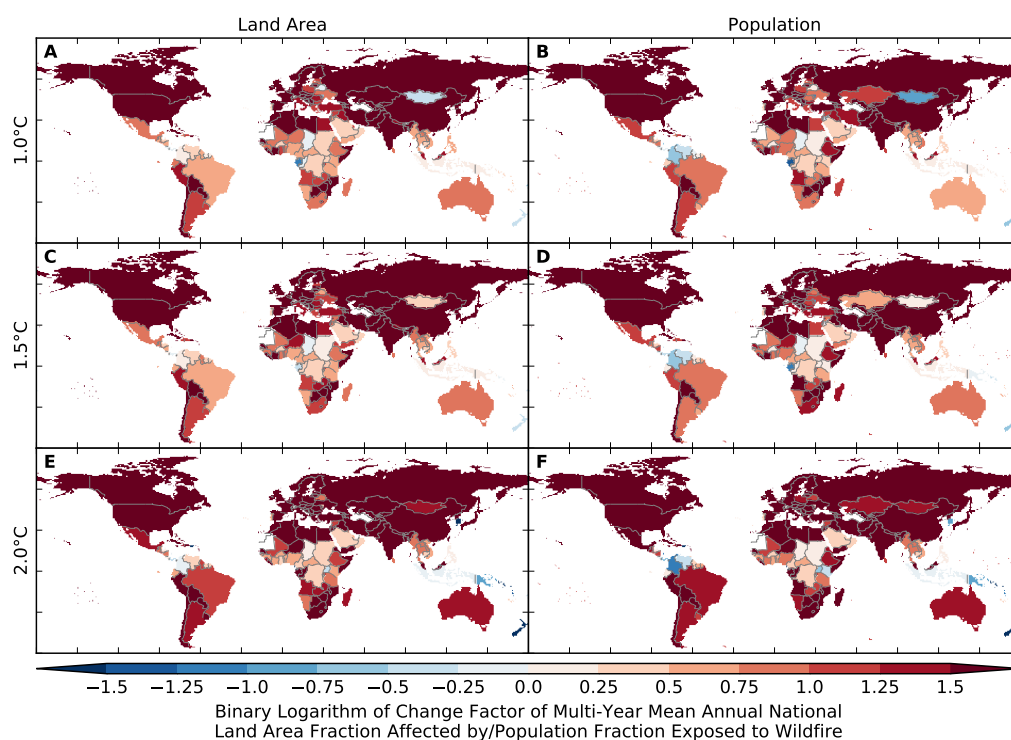 Land Area
Population
A
B
1.0°C
C
D
1.5°C
E
F
2.0°C
−1.5 −1.25 −1.0 −0.75 −0.5 −0.25 0.0 0.25 0.5 0.75 1.0 1.25 1.5
Binary Logarithm of Change Factor of Multi-Year Mean Annual National
Land Area Fraction Affected by/Population Fraction Exposed to Wildfire